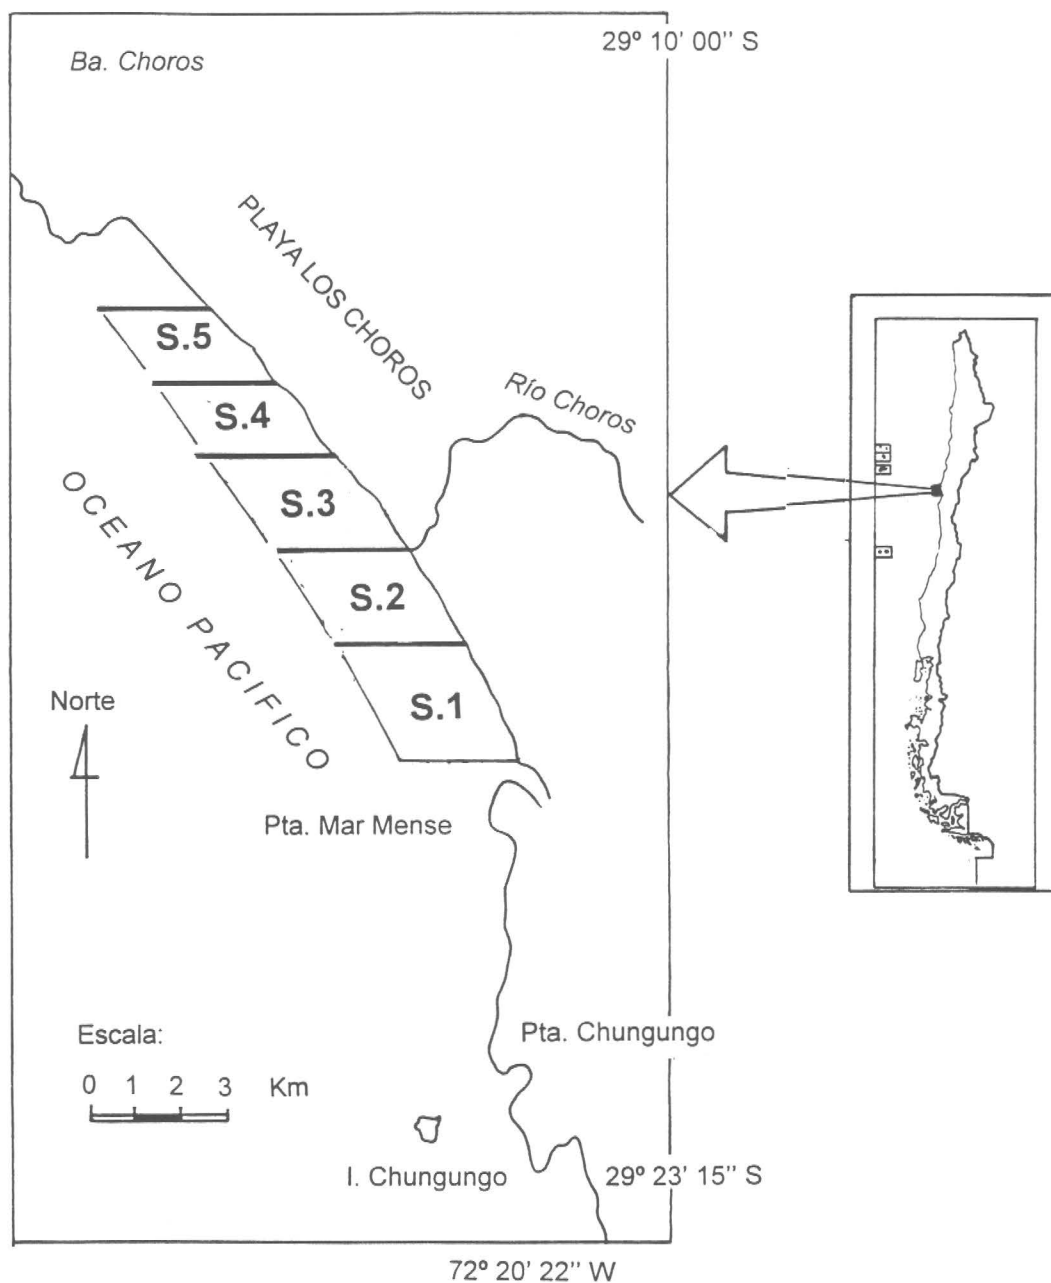 29º 10' 00'' S
Ba. Choros
PLAYA LOS CHOROS
Río Choros
S.5
S.4
S.3
S.2
S.1
OCEANO PACIFICO
Norte
Pta. Mar Mense
Pta. Chungungo
Escala:
0 1 2 3 Km
I. Chungungo
29º 23' 15'' S
72º 20' 22'' W